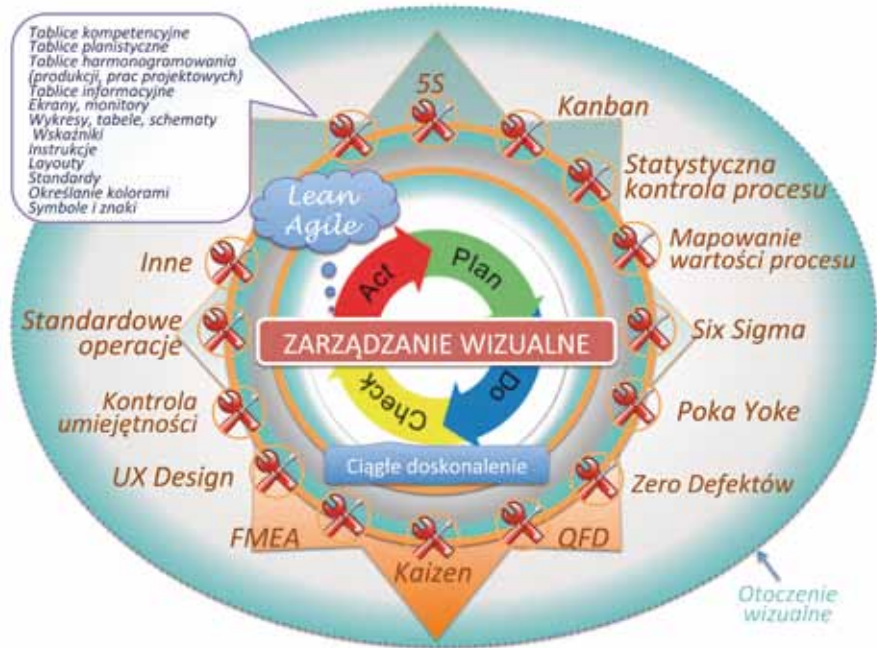 Tablice kompetencyjne
Tablice planistyczne
Tablice harmonogramowania
(produkcji, prac projektowych)
Tablice informacyjne
Ekrany, monitory
Wykresy, tabele, schematy
Wskaźniki
Instrukcje
Layouty
Standardy
Określanie kolorami
Symbole i znaki
5S
Kanban
Statystyczna
kontrola procesu
Mapowanie
wartości procesu
Six Sigma
Poka Yoke
Zero Defektów
QFD
Kaizen
FMEA
UX Design
Kontrola
umiejętności
Standardowe
operacje
Inne
Lean
Agile
Act
Plan
Do
Check
ZARZĄDZANIE WIZUALNE
Ciągłe doskonalenie
Otoczenie
wizualne